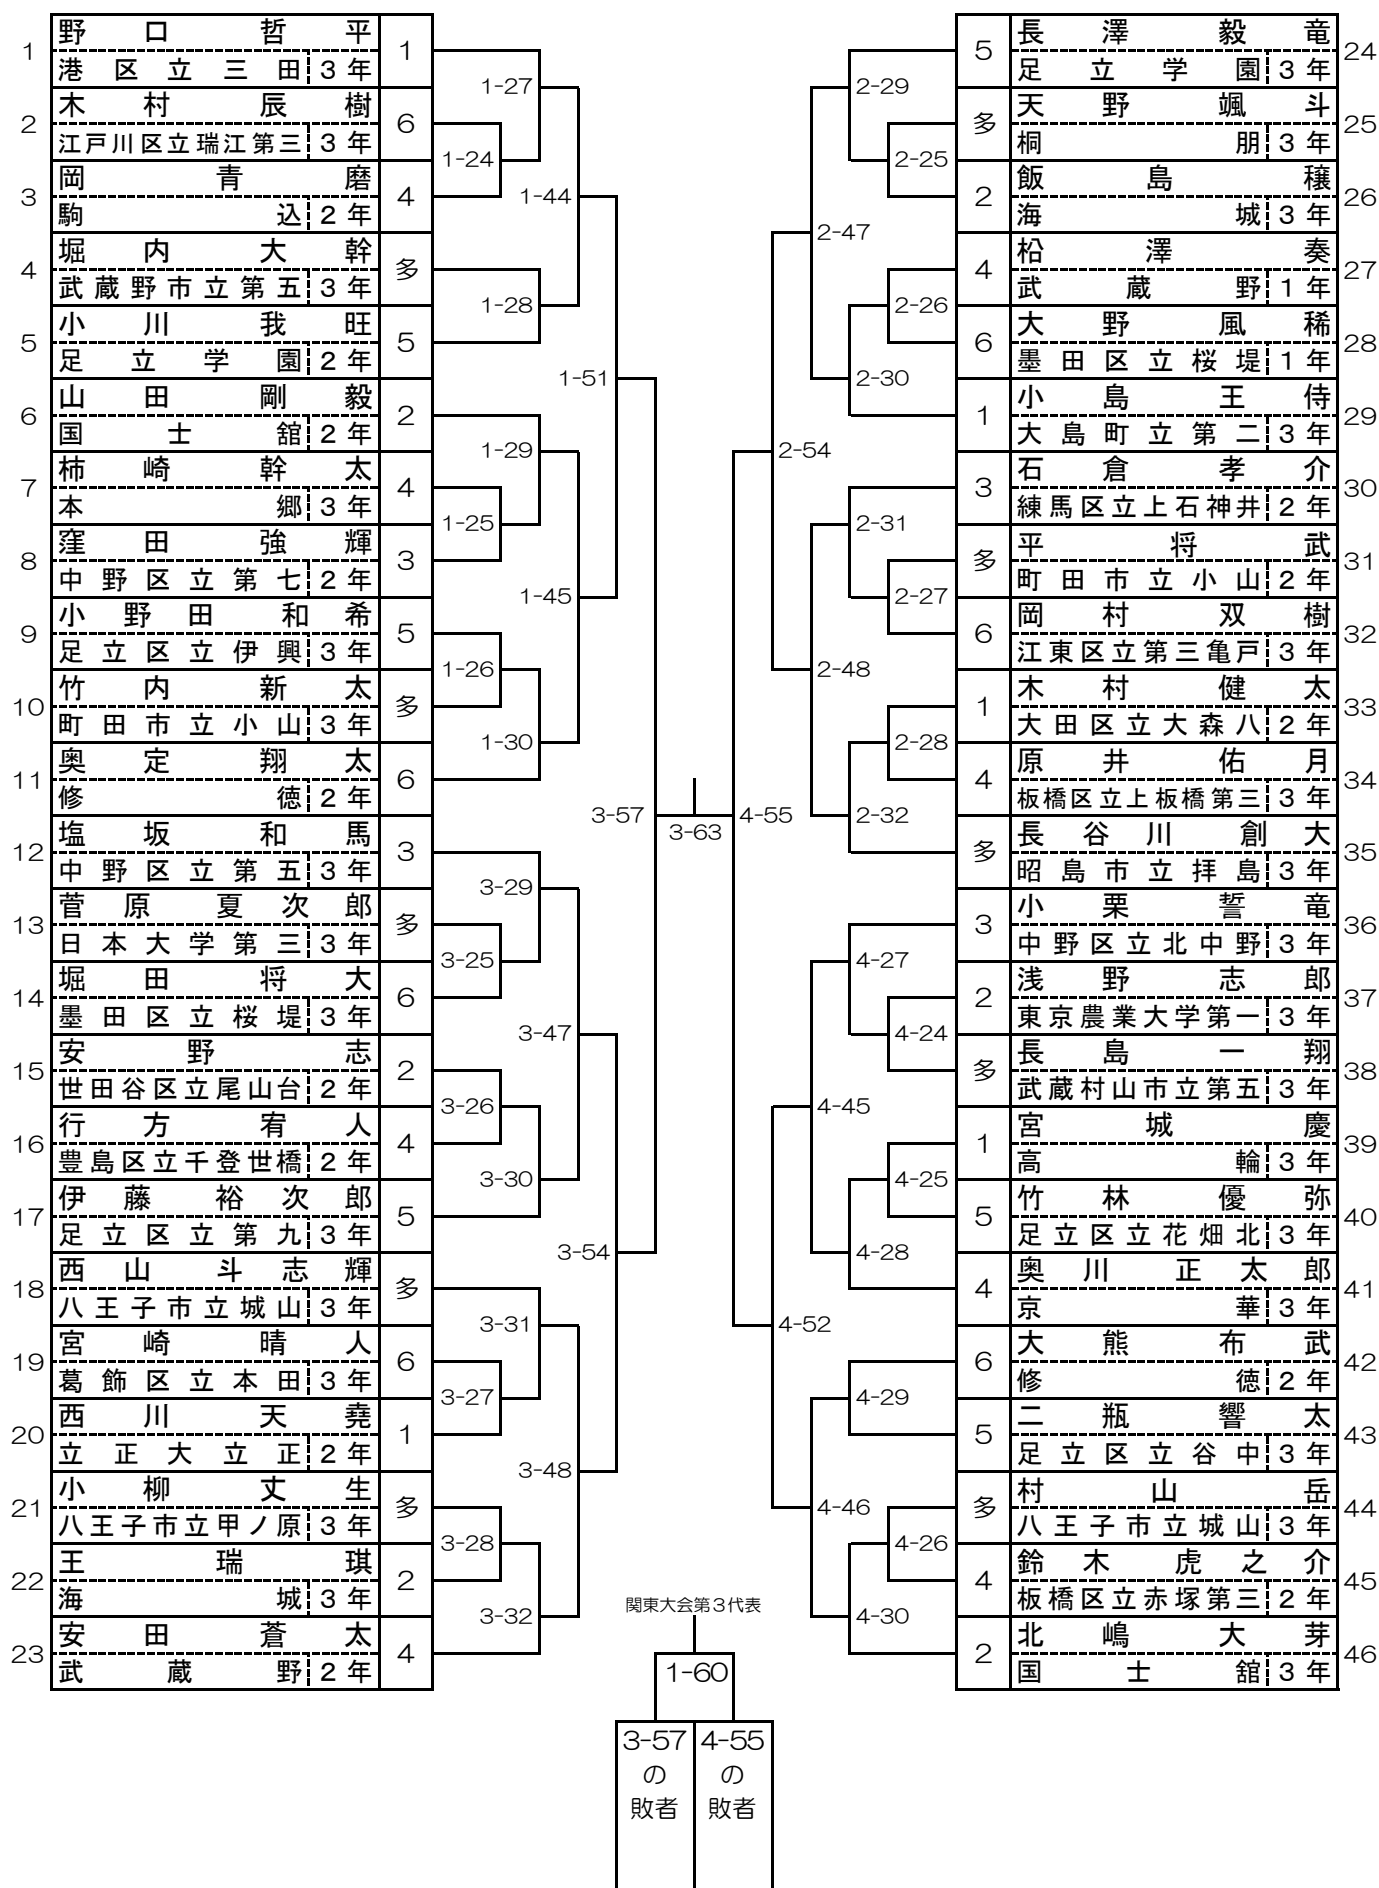 1 野口哲平 1
港区立三田 3年
2 木村辰樹 6
江戸川区立瑞江第三 3年
3 岡青磨 4
駒込 2年
4 堀内大幹 多
武蔵野市立第五 3年
5 小川我旺 5
足立学園 2年
6 山田剛毅 2
国士舘 2年
7 柿崎幹太 4
本郷 3年
8 窪田強輝 3
中野区立第七 2年
9 小野田和希 5
足立区立伊興 3年
10 竹内新太 多
町田市立小山 3年
11 奥定翔太 6
修徳 2年
12 塩坂和馬 3
中野区立第五 3年
13 菅原夏次郎 多
日本大学第三 3年
14 堀田将大 6
墨田区立桜堤 3年
15 安野志 2
世田谷区立尾山台 2年
16 行方宥人 4
豊島区立千登世橋 2年
17 伊藤裕次郎 5
足立区立第九 3年
18 西山斗志輝 多
八王子市立城山 3年
19 宮崎晴人 6
葛飾区立本田 3年
20 西川天堯 1
立正大立正 2年
21 小柳丈生 多
八王子市立甲ノ原 3年
22 王瑞琪 2
海城 3年
23 安田蒼太 4
武蔵野 2年
1-27
1-24
1-44
1-28
1-51
1-29
1-25
1-45
1-26
1-30
3-57
3-29
3-25
3-47
3-26
3-30
3-54
3-31
3-27
3-48
3-28
3-32
3-63
2-29
2-25
2-47
2-26
2-30
2-54
2-31
2-27
2-48
2-28
2-32
4-55
4-27
4-24
4-45
4-25
4-28
4-52
4-29
4-46
4-26
4-30
5 長澤毅竜 24
足立学園 3年
多 天野颯斗 25
桐朋 3年
2 飯島穣 26
海城 3年
4 柗澤奏 27
武蔵野 1年
6 大野風稀 28
墨田区立桜堤 1年
1 小島王侍 29
大島町立第二 3年
3 石倉孝介 30
練馬区立上石神井 2年
多 平将武 31
町田市立小山 2年
6 岡村双樹 32
江東区立第三亀戸 3年
1 木村健太 33
大田区立大森八 2年
4 原井佑月 34
板橋区立上板橋第三 3年
多 長谷川創大 35
昭島市立拝島 3年
3 小栗誓竜 36
中野区立北中野 3年
2 浅野志郎 37
東京農業大学第一 3年
多 長島一翔 38
武蔵村山市立第五 3年
1 宮城慶 39
高輪 3年
5 竹林優弥 40
足立区立花畑北 3年
4 奥川正太郎 41
京華 3年
6 大熊布武 42
修徳 2年
5 二瓶響太 43
足立区立谷中 3年
多 村山岳 44
八王子市立城山 3年
4 鈴木虎之介 45
板橋区立赤塚第三 2年
2 北嶋大芽 46
国士舘 3年
関東大会第3代表
1-60
3-57の敗者
4-55の敗者